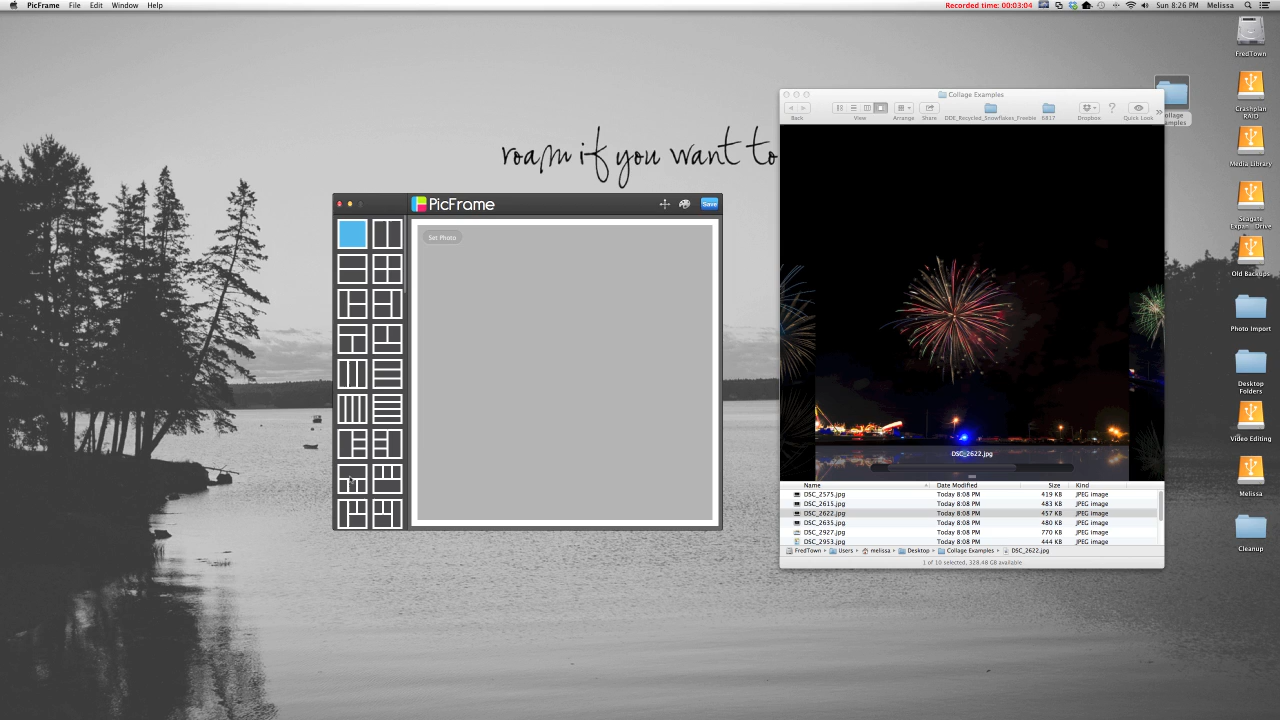 PicFrame File Edit Window Help
Recorded time: 00:03:04
Sun 8:26 PM Melissa
FredTown
Collage Examples
Back View Arrange Share DDE_Recycled_Snowflakes_Freebie 6817 Dropbox Quick Look
Crashplan RAID
Media Library
roam if you want to
PicFrame
Save
Set Photo
Seagate
Expan Drive
Old Backups
Photo Import
Desktop
Folders
Video Editing
Melissa
Cleanup
DSC_2622.jpg
Name Date Modified Size Kind
DSC_2575.jpg Today 8:08 PM 419 KB JPEG image
DSC_2615.jpg Today 8:08 PM 483 KB JPEG image
DSC_2622.jpg Today 8:08 PM 457 KB JPEG image
DSC_2635.jpg Today 8:08 PM 480 KB JPEG image
DSC_2927.jpg Today 8:08 PM 770 KB JPEG image
DSC_2953.jpg Today 8:08 PM 444 KB JPEG image
FredTown Users melissa Desktop Collage Examples DSC_2622.jpg
1 of 10 selected, 328.48 GB available